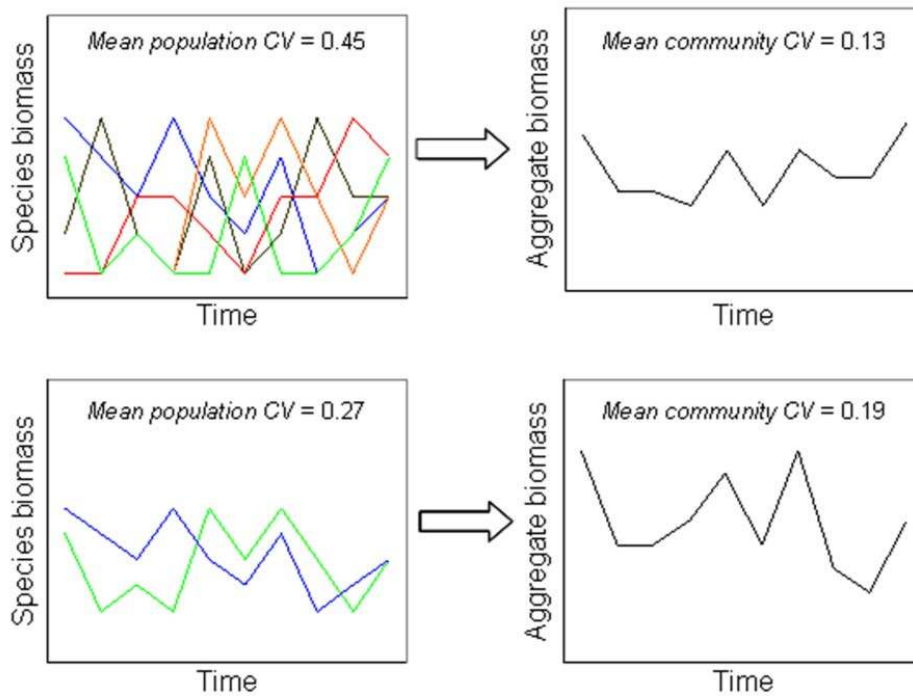 Mean population CV = 0.45
Species biomass
Time
Mean community CV = 0.13
Aggregate biomass
Time
Mean population CV = 0.27
Species biomass
Time
Mean community CV = 0.19
Aggregate biomass
Time